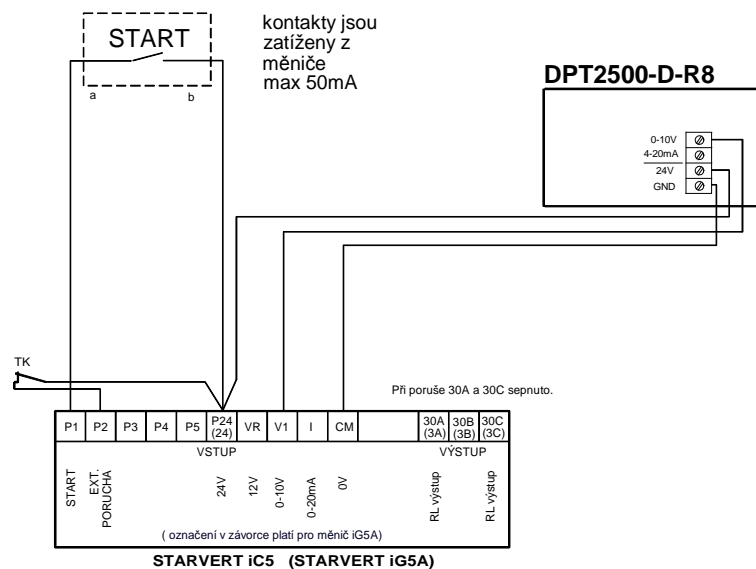 START
a
b
kontakty jsou
zatíženy z
měniče
max 50mA
DPT2500-D-R8
0-10V
4-20mA
24V
GND
TK
Při poruše 30A a 30C sepnuto.
P1 P2 P3 P4 P5 P24 (24) VR V1 I CM 30A (3A) 30B (3B) 30C (3C)
VSTUP VÝSTUP
START EXT. PORUCHA 24V 12V 0-10V 0-20mA 0V RL výstup RL výstup
( označení v závorce platí pro měnič iG5A)
STARVERT iC5 (STARVERT iG5A)